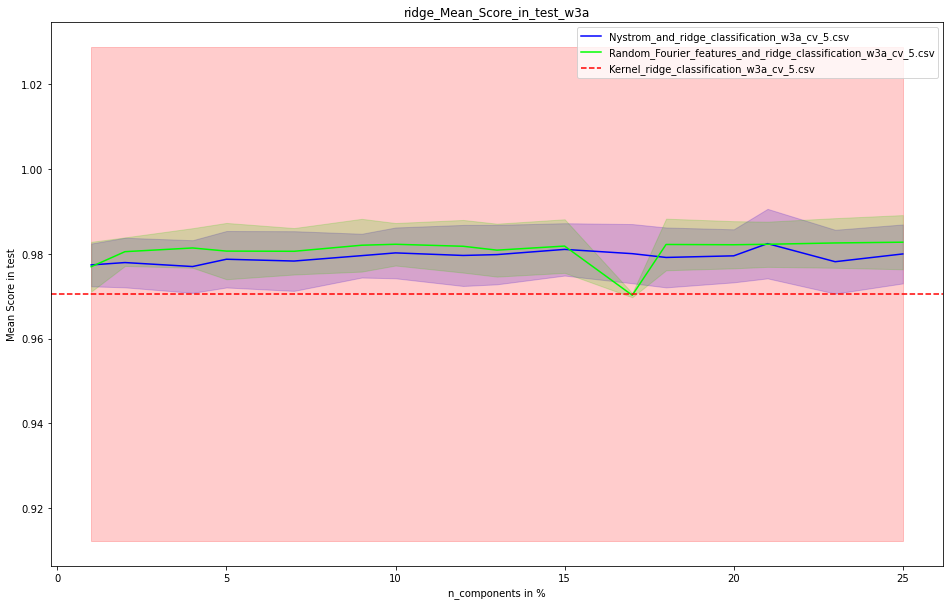 ridge_Mean_Score_in_test_w3a
Nystrom_and_ridge_classification_w3a_cv_5.csv
Random_Fourier_features_and_ridge_classification_w3a_cv_5.csv
Kernel_ridge_classification_w3a_cv_5.csv
Mean Score in test
1.02
1.00
0.98
0.96
0.94
0.92
0
5
10
15
20
25
n_components in %